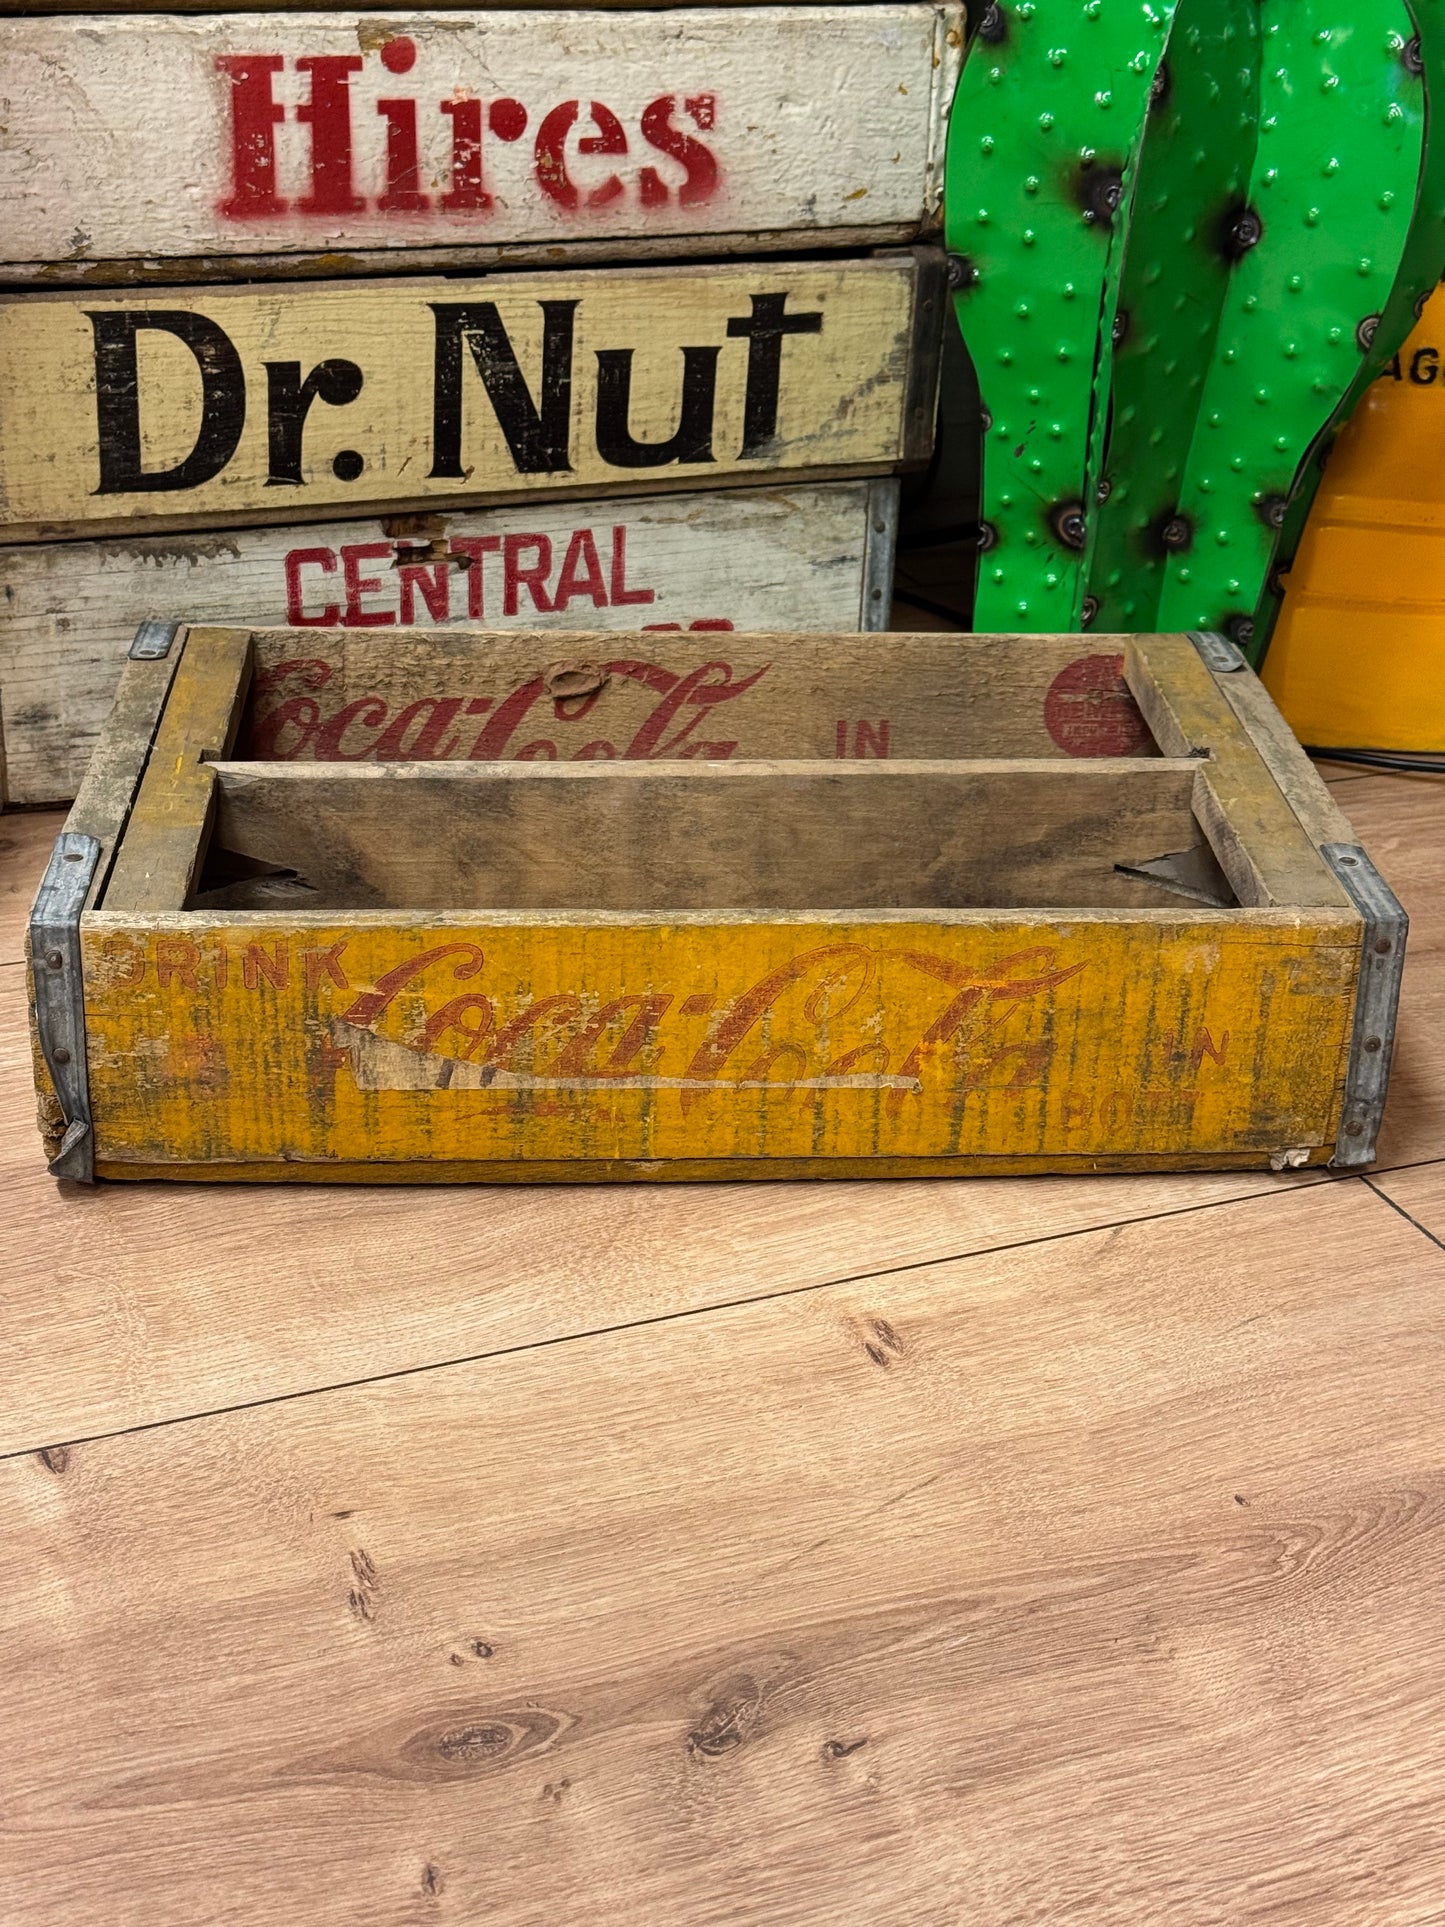 Hires
Dr. Nut
CENTRAL
Coca-Cola IN
DRINK Coca-Cola IN